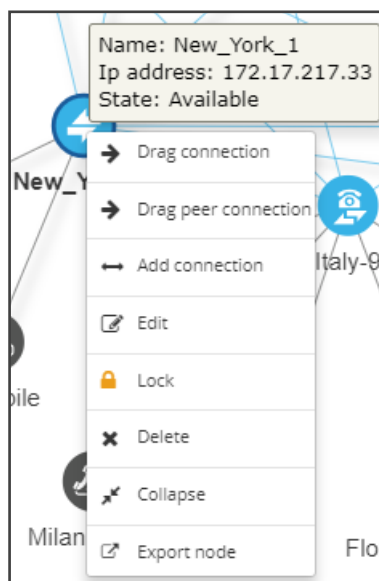 Name: New_York_1
Ip address: 172.17.217.33
State: Available
New_Y
Drag connection
Drag peer connection
Add connection
Italy-9
Edit
Lock
oile
Delete
Collapse
Milan
Export node
Flo